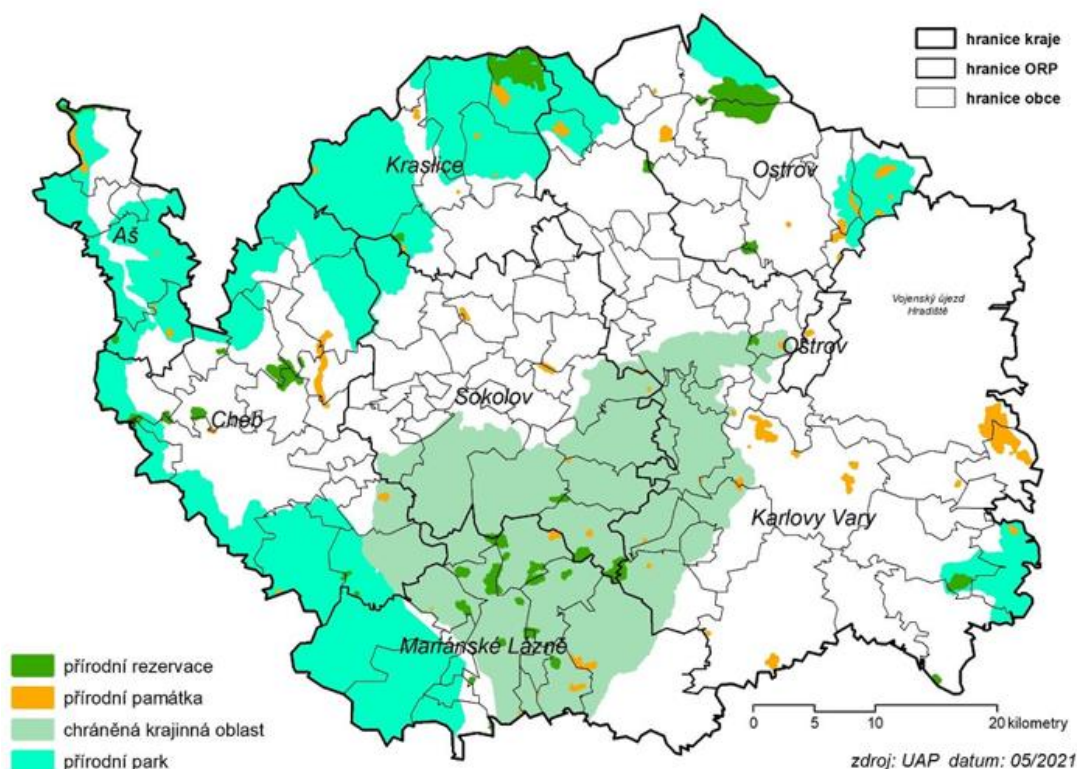 hranice kraje
hranice ORP
hranice obce
Kraslice
Ostrov
Aš
Vojenský újezd
Hradiště
Ostrov
Sokolov
Cheb
Karlovy Vary
Mariánské Lázně
přírodní rezervace
přírodní památka
chráněná krajinná oblast
přírodní park
0 5 10 20 kilometry
zdroj: UAP datum: 05/2021